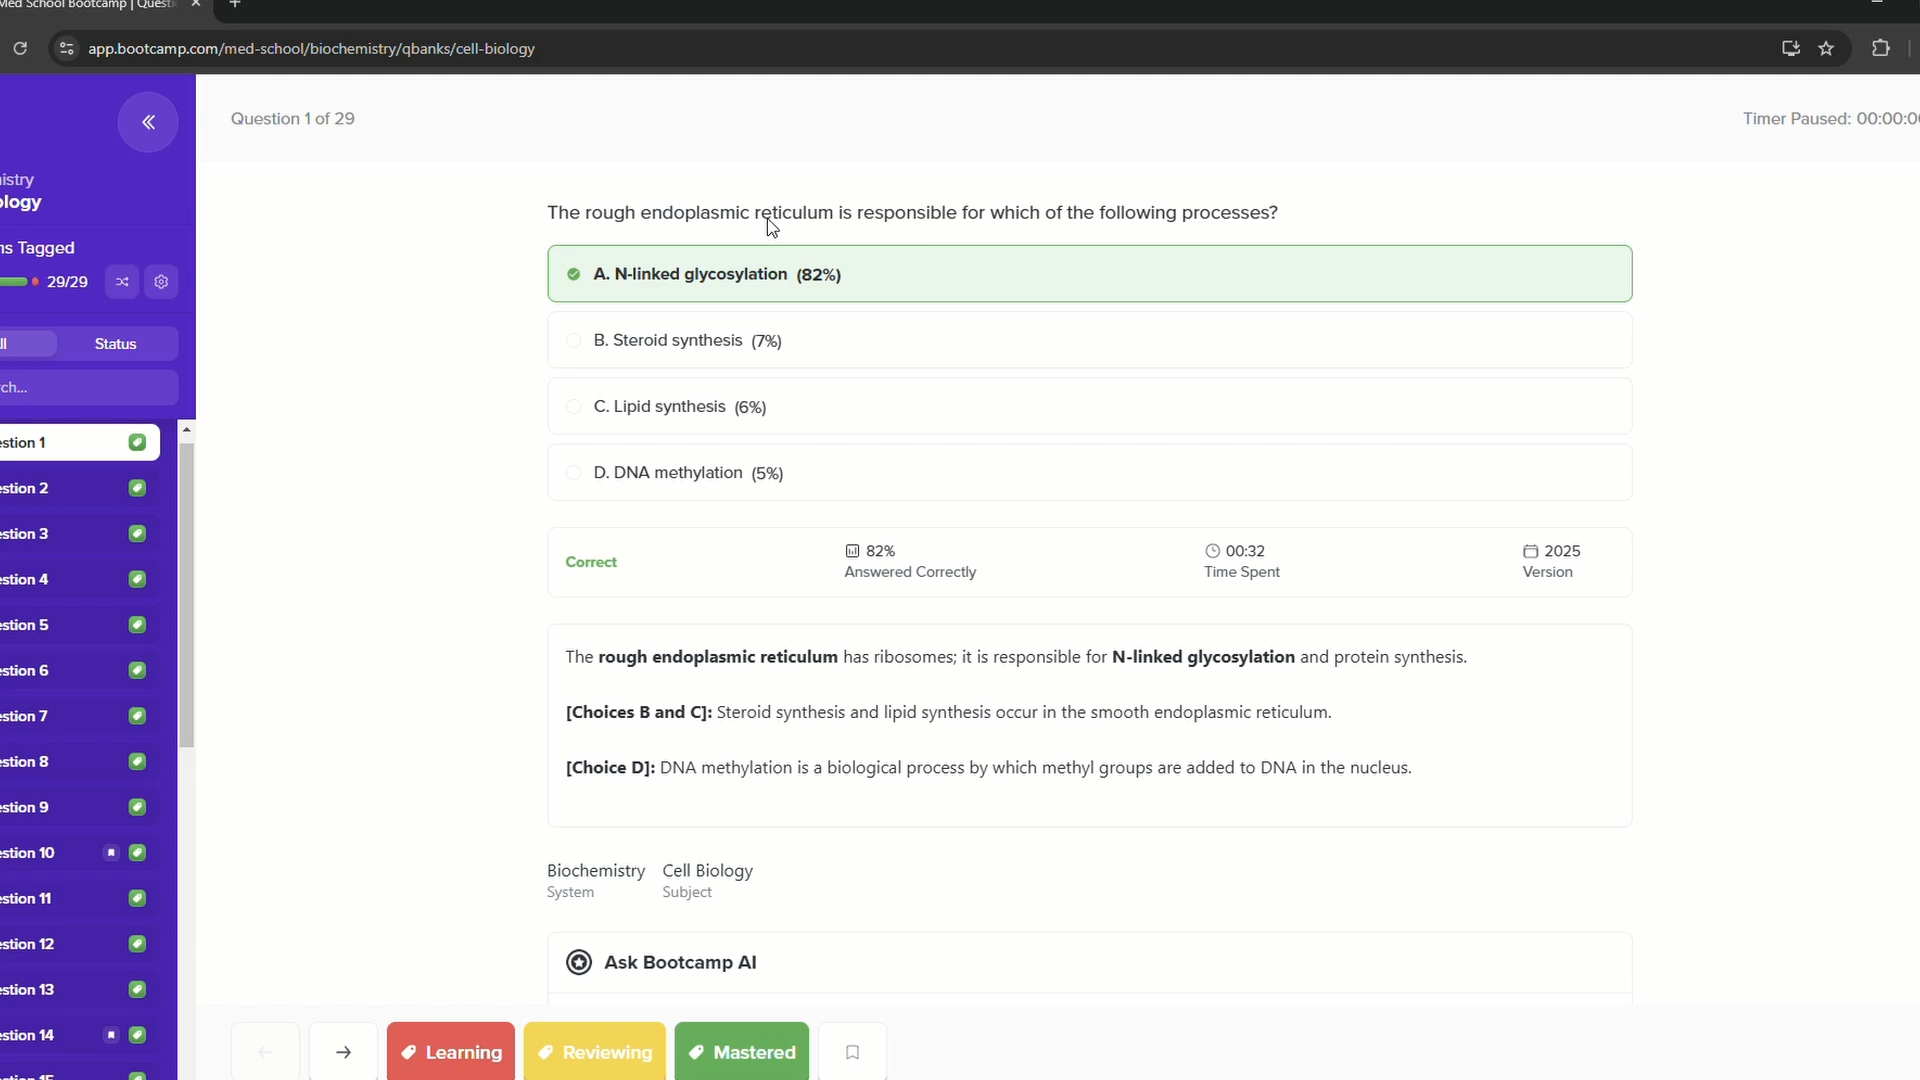 Med School Bootcamp | Questi
app.bootcamp.com/med-school/biochemistry/qbanks/cell-biology
Question 1 of 29
Timer Paused: 00:00:0
istry
ology
ns Tagged
29/29
ll
Status
rch...
estion 1
estion 2
estion 3
estion 4
estion 5
estion 6
estion 7
estion 8
estion 9
estion 10
estion 11
estion 12
estion 13
estion 14
estion 15
The rough endoplasmic reticulum is responsible for which of the following processes?
A. N-linked glycosylation (82%)
B. Steroid synthesis (7%)
C. Lipid synthesis (6%)
D. DNA methylation (5%)
Correct
82%
Answered Correctly
00:32
Time Spent
2025
Version
The rough endoplasmic reticulum has ribosomes; it is responsible for N-linked glycosylation and protein synthesis.
[Choices B and C]: Steroid synthesis and lipid synthesis occur in the smooth endoplasmic reticulum.
[Choice D]: DNA methylation is a biological process by which methyl groups are added to DNA in the nucleus.
Biochemistry
System
Cell Biology
Subject
Ask Bootcamp AI
Learning
Reviewing
Mastered